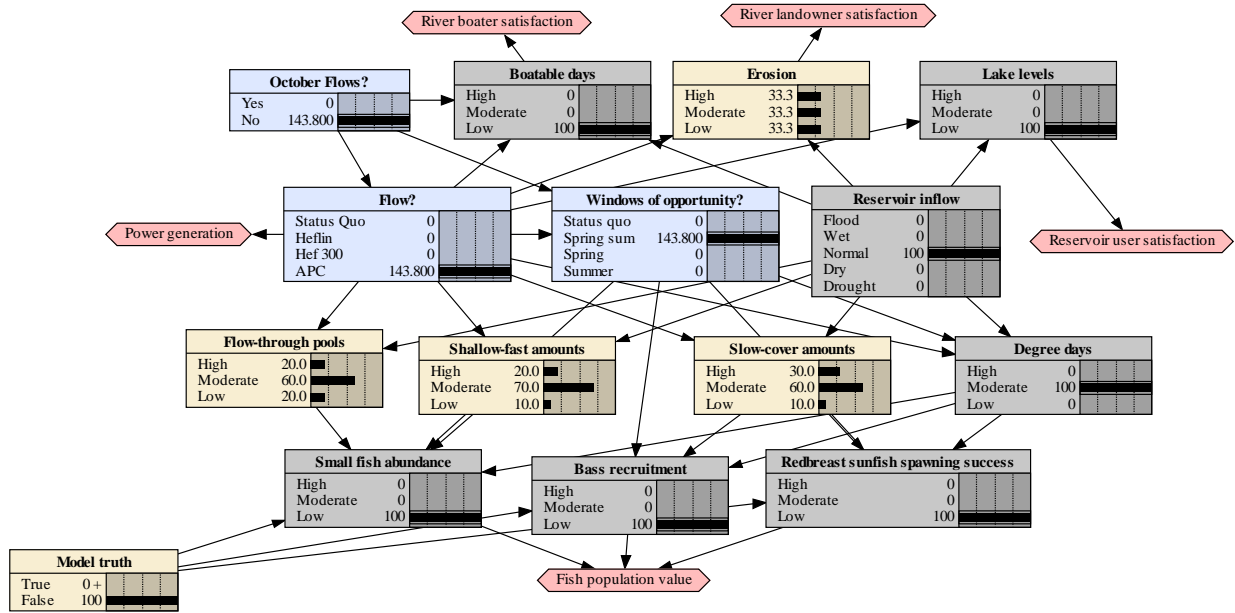 River boater satisfaction
River landowner satisfaction
October Flows?
Yes 0
No 143.800
Boatable days
High 0
Moderate 0
Low 100
Erosion
High 33.3
Moderate 33.3
Low 33.3
Lake levels
High 0
Moderate 0
Low 100
Power generation
Flow?
Status Quo 0
Heflin 0
Hef 300 0
APC 143.800
Windows of opportunity?
Status quo 0
Spring sum 143.800
Spring 0
Summer 0
Reservoir inflow
Flood 0
Wet 0
Normal 100
Dry 0
Drought 0
Reservoir user satisfaction
Flow-through pools
High 20.0
Moderate 60.0
Low 20.0
Shallow-fast amounts
High 20.0
Moderate 70.0
Low 10.0
Slow-cover amounts
High 30.0
Moderate 60.0
Low 10.0
Degree days
High 0
Moderate 100
Low 0
Small fish abundance
High 0
Moderate 0
Low 100
Bass recruitment
High 0
Moderate 0
Low 100
Redbreast sunfish spawning success
High 0
Moderate 0
Low 100
Model truth
True 0 +
False 100
Fish population value